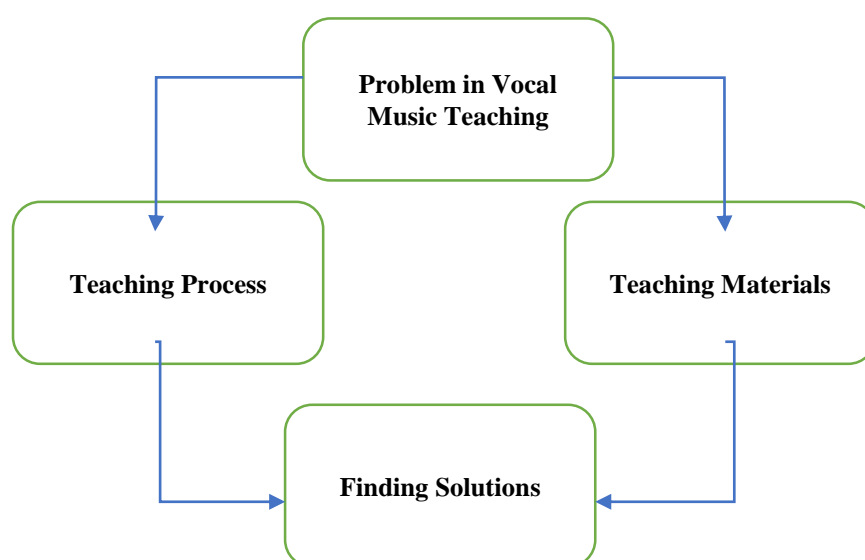 Problem in Vocal
Music Teaching
Teaching Process
Teaching Materials
Finding Solutions